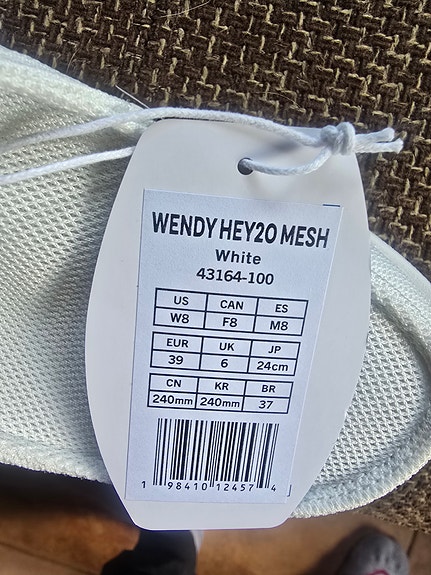 WENDY HEY2O MESH
White
43164-100
US CAN ES
W8 F8 M8
EUR UK JP
39 6 24cm
CN KR BR
240mm 240mm 37
1 98410 12457 4